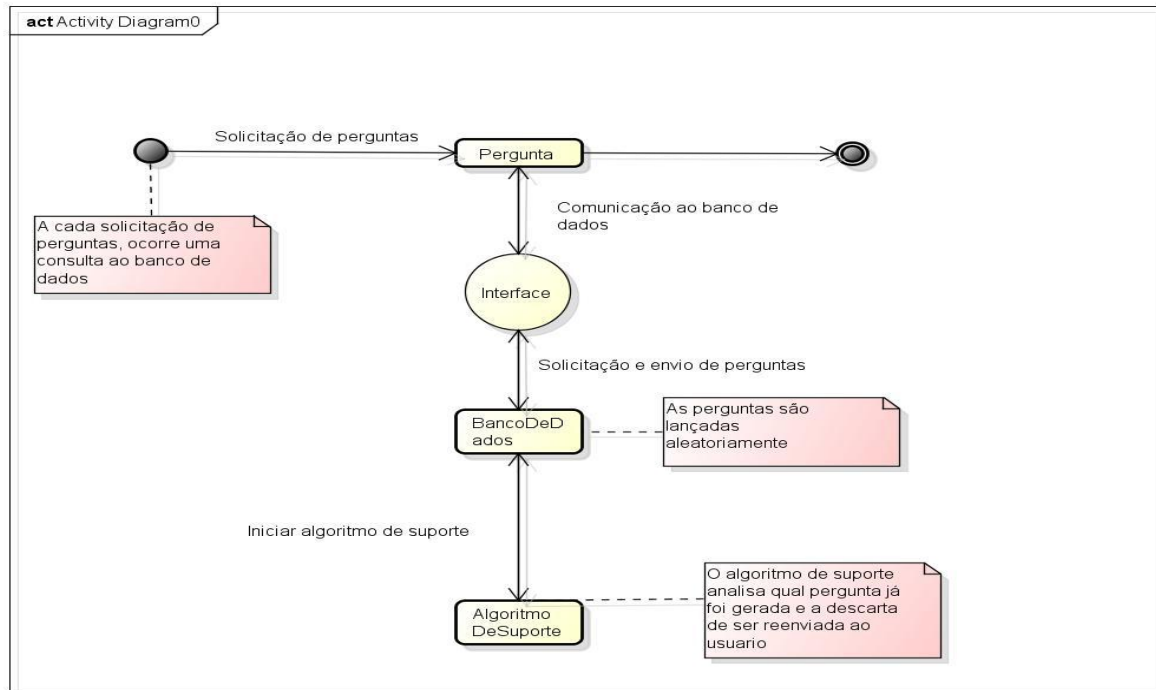 act Activity Diagram0
Solicitação de perguntas
Pergunta
A cada solicitação de
perguntas, ocorre uma
consulta ao banco de
dados
Comunicação ao banco de
dados
Interface
Solicitação e envio de perguntas
BancoDeD
ados
As perguntas são
lançadas
aleatoriamente
Iniciar algoritmo de suporte
Algoritmo
DeSuporte
O algoritmo de suporte
analisa qual pergunta já
foi gerada e a descarta
de ser reenviada ao
usuario